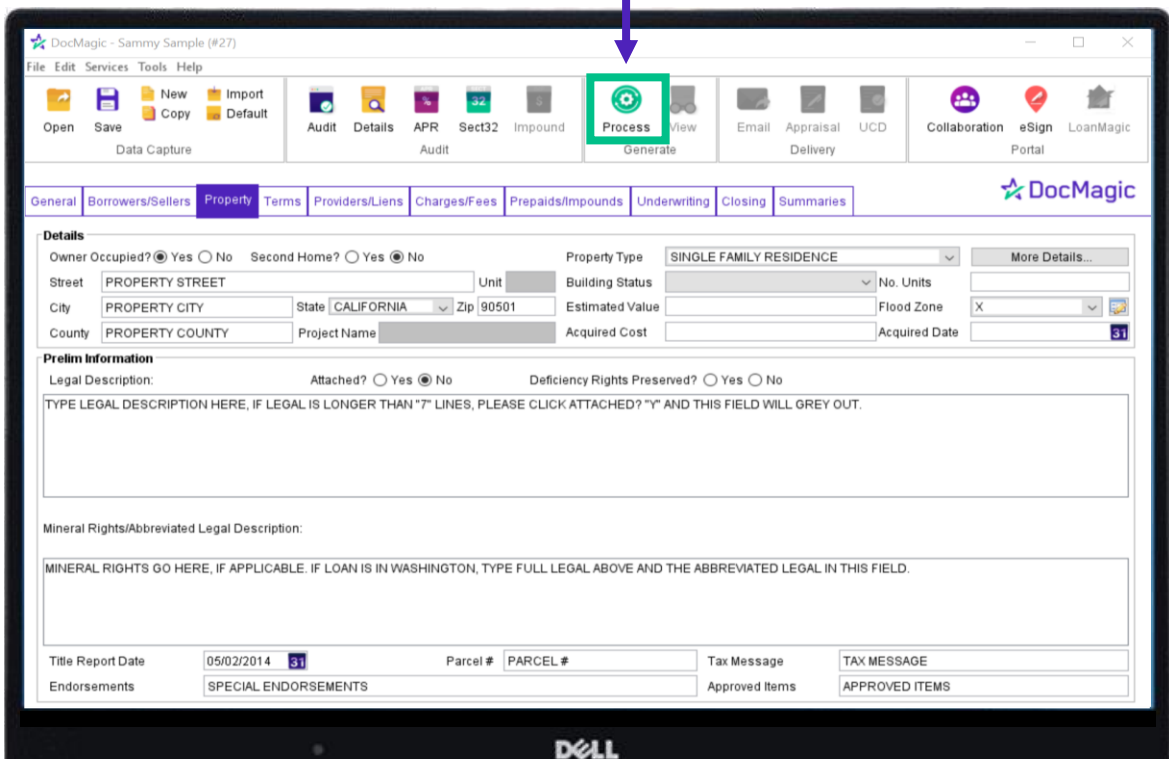 DocMagic - Sammy Sample (#27)
File Edit Services Tools Help
New Import
Copy Default
% 32 $
Open Save Audit Details APR Sect32 Impound Process View Email Appraisal UCD Collaboration eSign LoanMagic
Data Capture Audit Generate Delivery Portal
DocMagic
General Borrowers/Sellers Property Terms Providers/Liens Charges/Fees Prepaids/Impounds Underwriting Closing Summaries
Details
Owner Occupied? Yes No Second Home? Yes No Property Type SINGLE FAMILY RESIDENCE More Details...
Street PROPERTY STREET Unit Building Status No. Units
City PROPERTY CITY State CALIFORNIA Zip 90501 Estimated Value Flood Zone X
County PROPERTY COUNTY Project Name Acquired Cost Acquired Date 31
Prelim Information
Legal Description: Attached? Yes No Deficiency Rights Preserved? Yes No
TYPE LEGAL DESCRIPTION HERE, IF LEGAL IS LONGER THAN "7" LINES, PLEASE CLICK ATTACHED? "Y" AND THIS FIELD WILL GREY OUT.
Mineral Rights/Abbreviated Legal Description:
MINERAL RIGHTS GO HERE, IF APPLICABLE. IF LOAN IS IN WASHINGTON, TYPE FULL LEGAL ABOVE AND THE ABBREVIATED LEGAL IN THIS FIELD.
Title Report Date 05/02/2014 31 Parcel # PARCEL # Tax Message TAX MESSAGE
Endorsements SPECIAL ENDORSEMENTS Approved Items APPROVED ITEMS
DELL